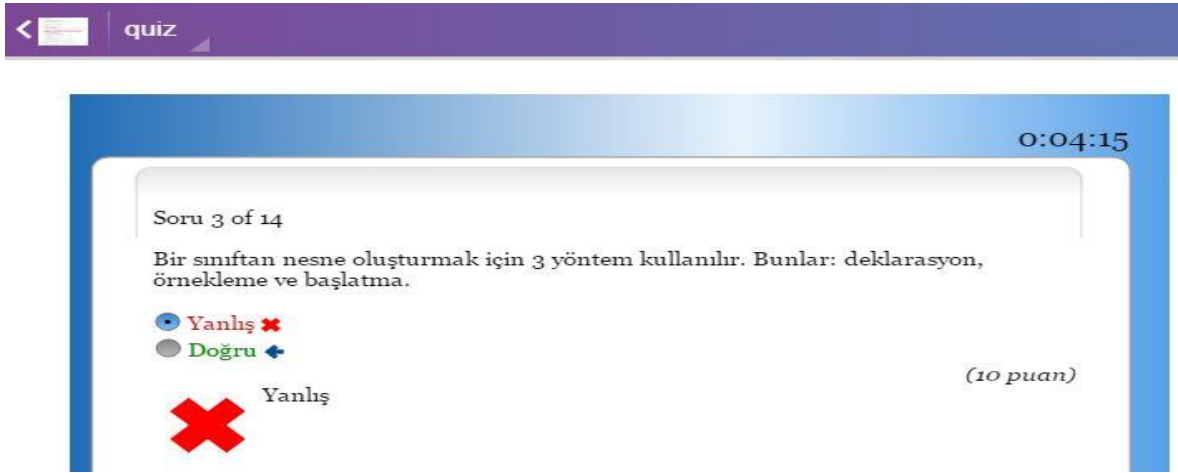 quiz
0:04:15
Soru 3 of 14
Bir sınıftan nesne oluşturmak için 3 yöntem kullanılır. Bunlar: deklarasyon,
örnekleme ve başlatma.
Yanlış
Doğru
(10 puan)
Yanlış